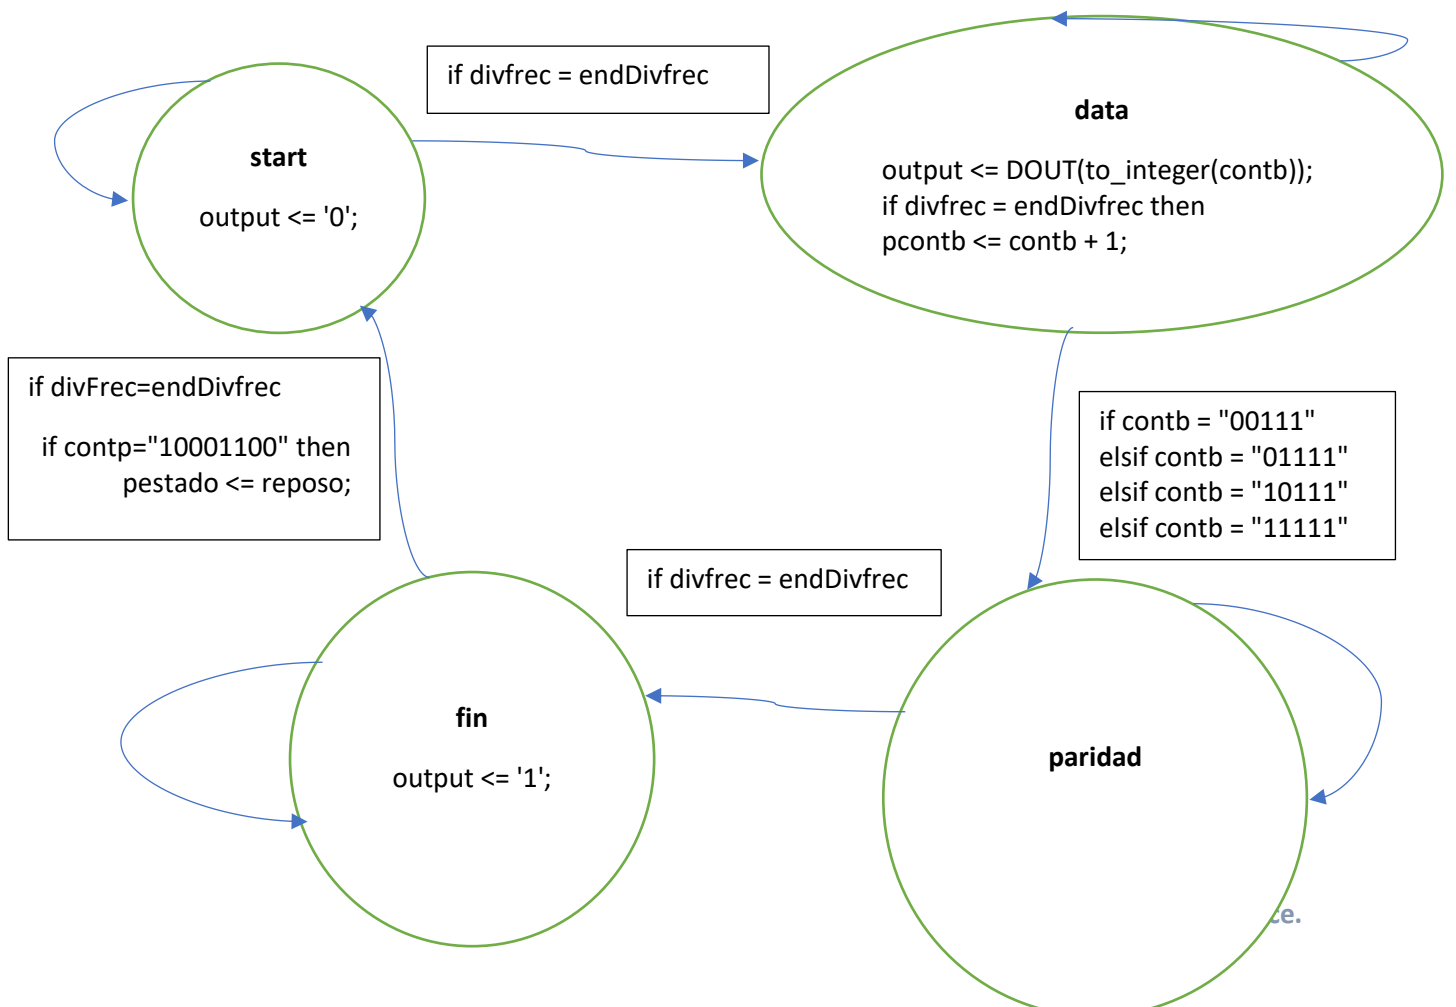 if divfrec = endDivfrec
start
output <= '0';
data
output <= DOUT(to_integer(contb));
if divfrec = endDivfrec then
pcontb <= contb + 1;
if divFrec=endDivfrec
if contp="10001100" then
pestado <= reposo;
if contb = "00111"
elsif contb = "01111"
elsif contb = "10111"
elsif contb = "11111"
if divfrec = endDivfrec
fin
output <= '1';
paridad